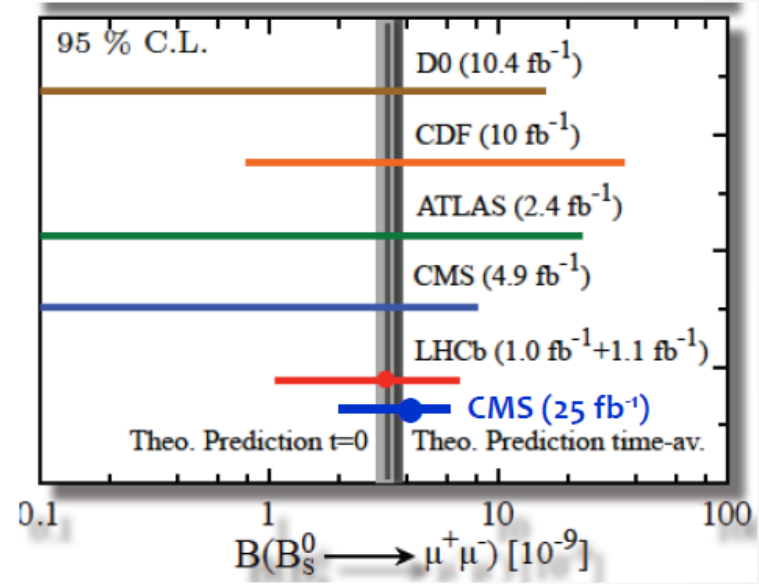 95 % C.L.
D0 (10.4 fb⁻¹)
CDF (10 fb⁻¹)
ATLAS (2.4 fb⁻¹)
CMS (4.9 fb⁻¹)
LHCb (1.0 fb⁻¹+1.1 fb⁻¹)
CMS (25 fb⁻¹)
Theo. Prediction t=0 Theo. Prediction time-av.
0.1 1 10 100
B(B⁰ₛ ⟶ μ⁺μ⁻) [10⁻⁹]